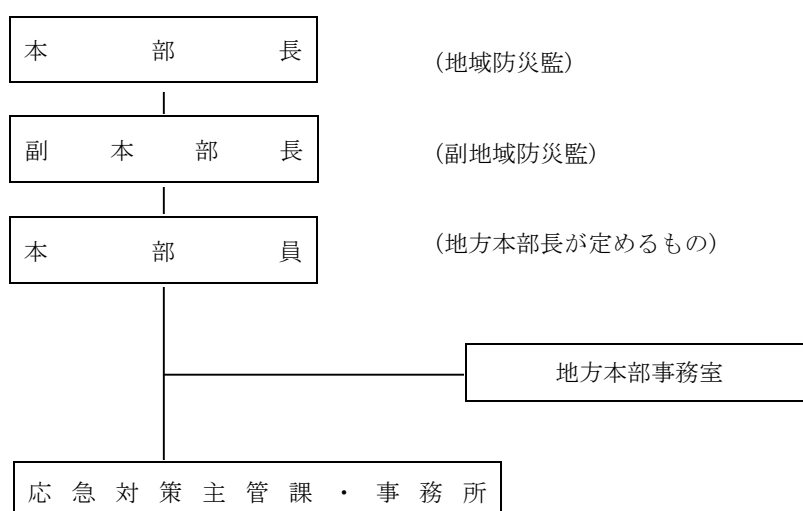 本部長 (地域防災監)
副本部長 (副地域防災監)
本部員 (地方本部長が定めるもの)
地方本部事務室
応急対策主管課・事務所